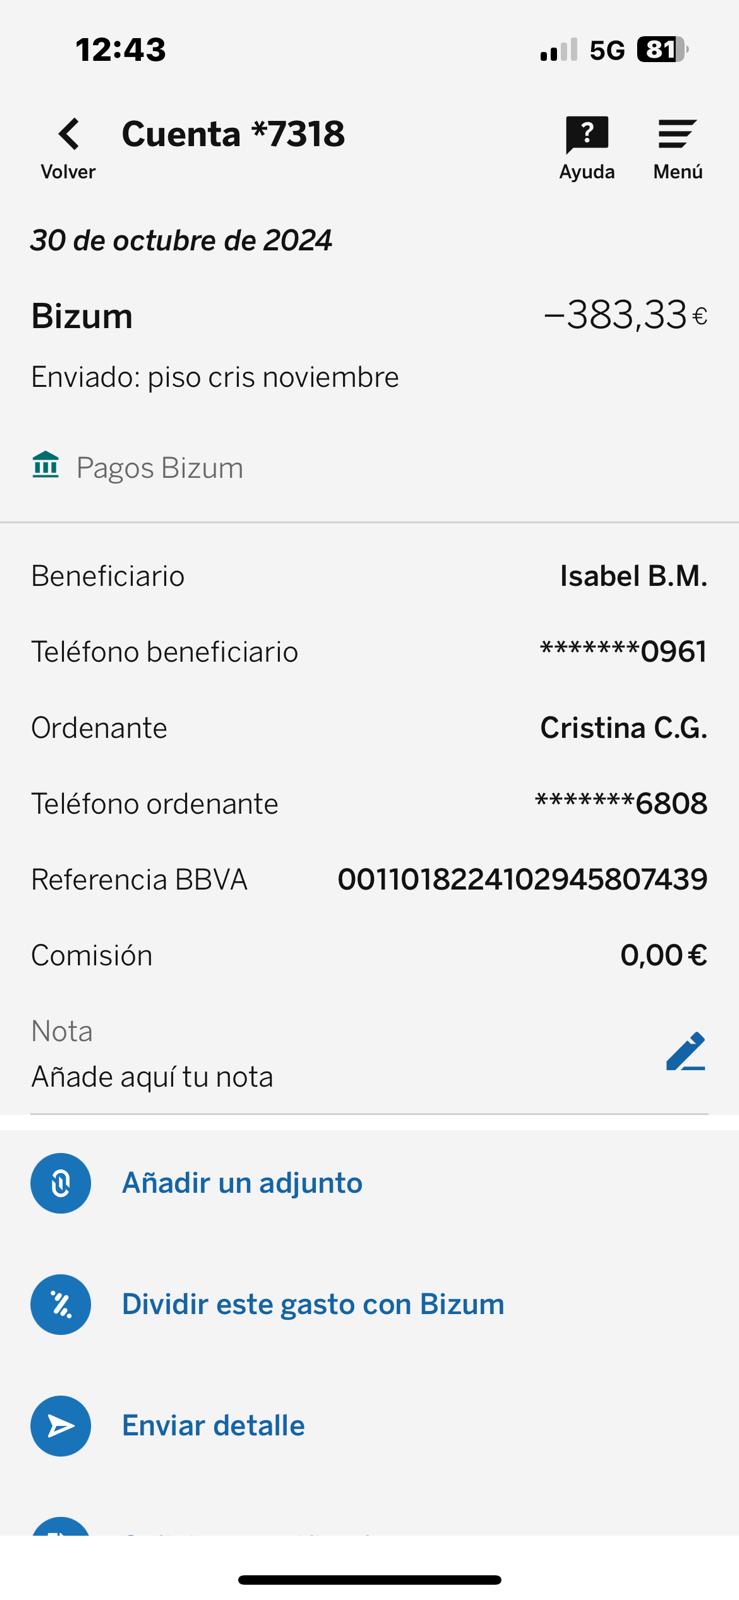 12:43
5G 81
Cuenta *7318
Volver
Ayuda
Menú
30 de octubre de 2024
Bizum
−383,33 €
Enviado: piso cris noviembre
Pagos Bizum
Beneficiario Isabel B.M.
Teléfono beneficiario *******0961
Ordenante Cristina C.G.
Teléfono ordenante *******6808
Referencia BBVA 0011018224102945807439
Comisión 0,00 €
Nota
Añade aquí tu nota
Añadir un adjunto
Dividir este gasto con Bizum
Enviar detalle